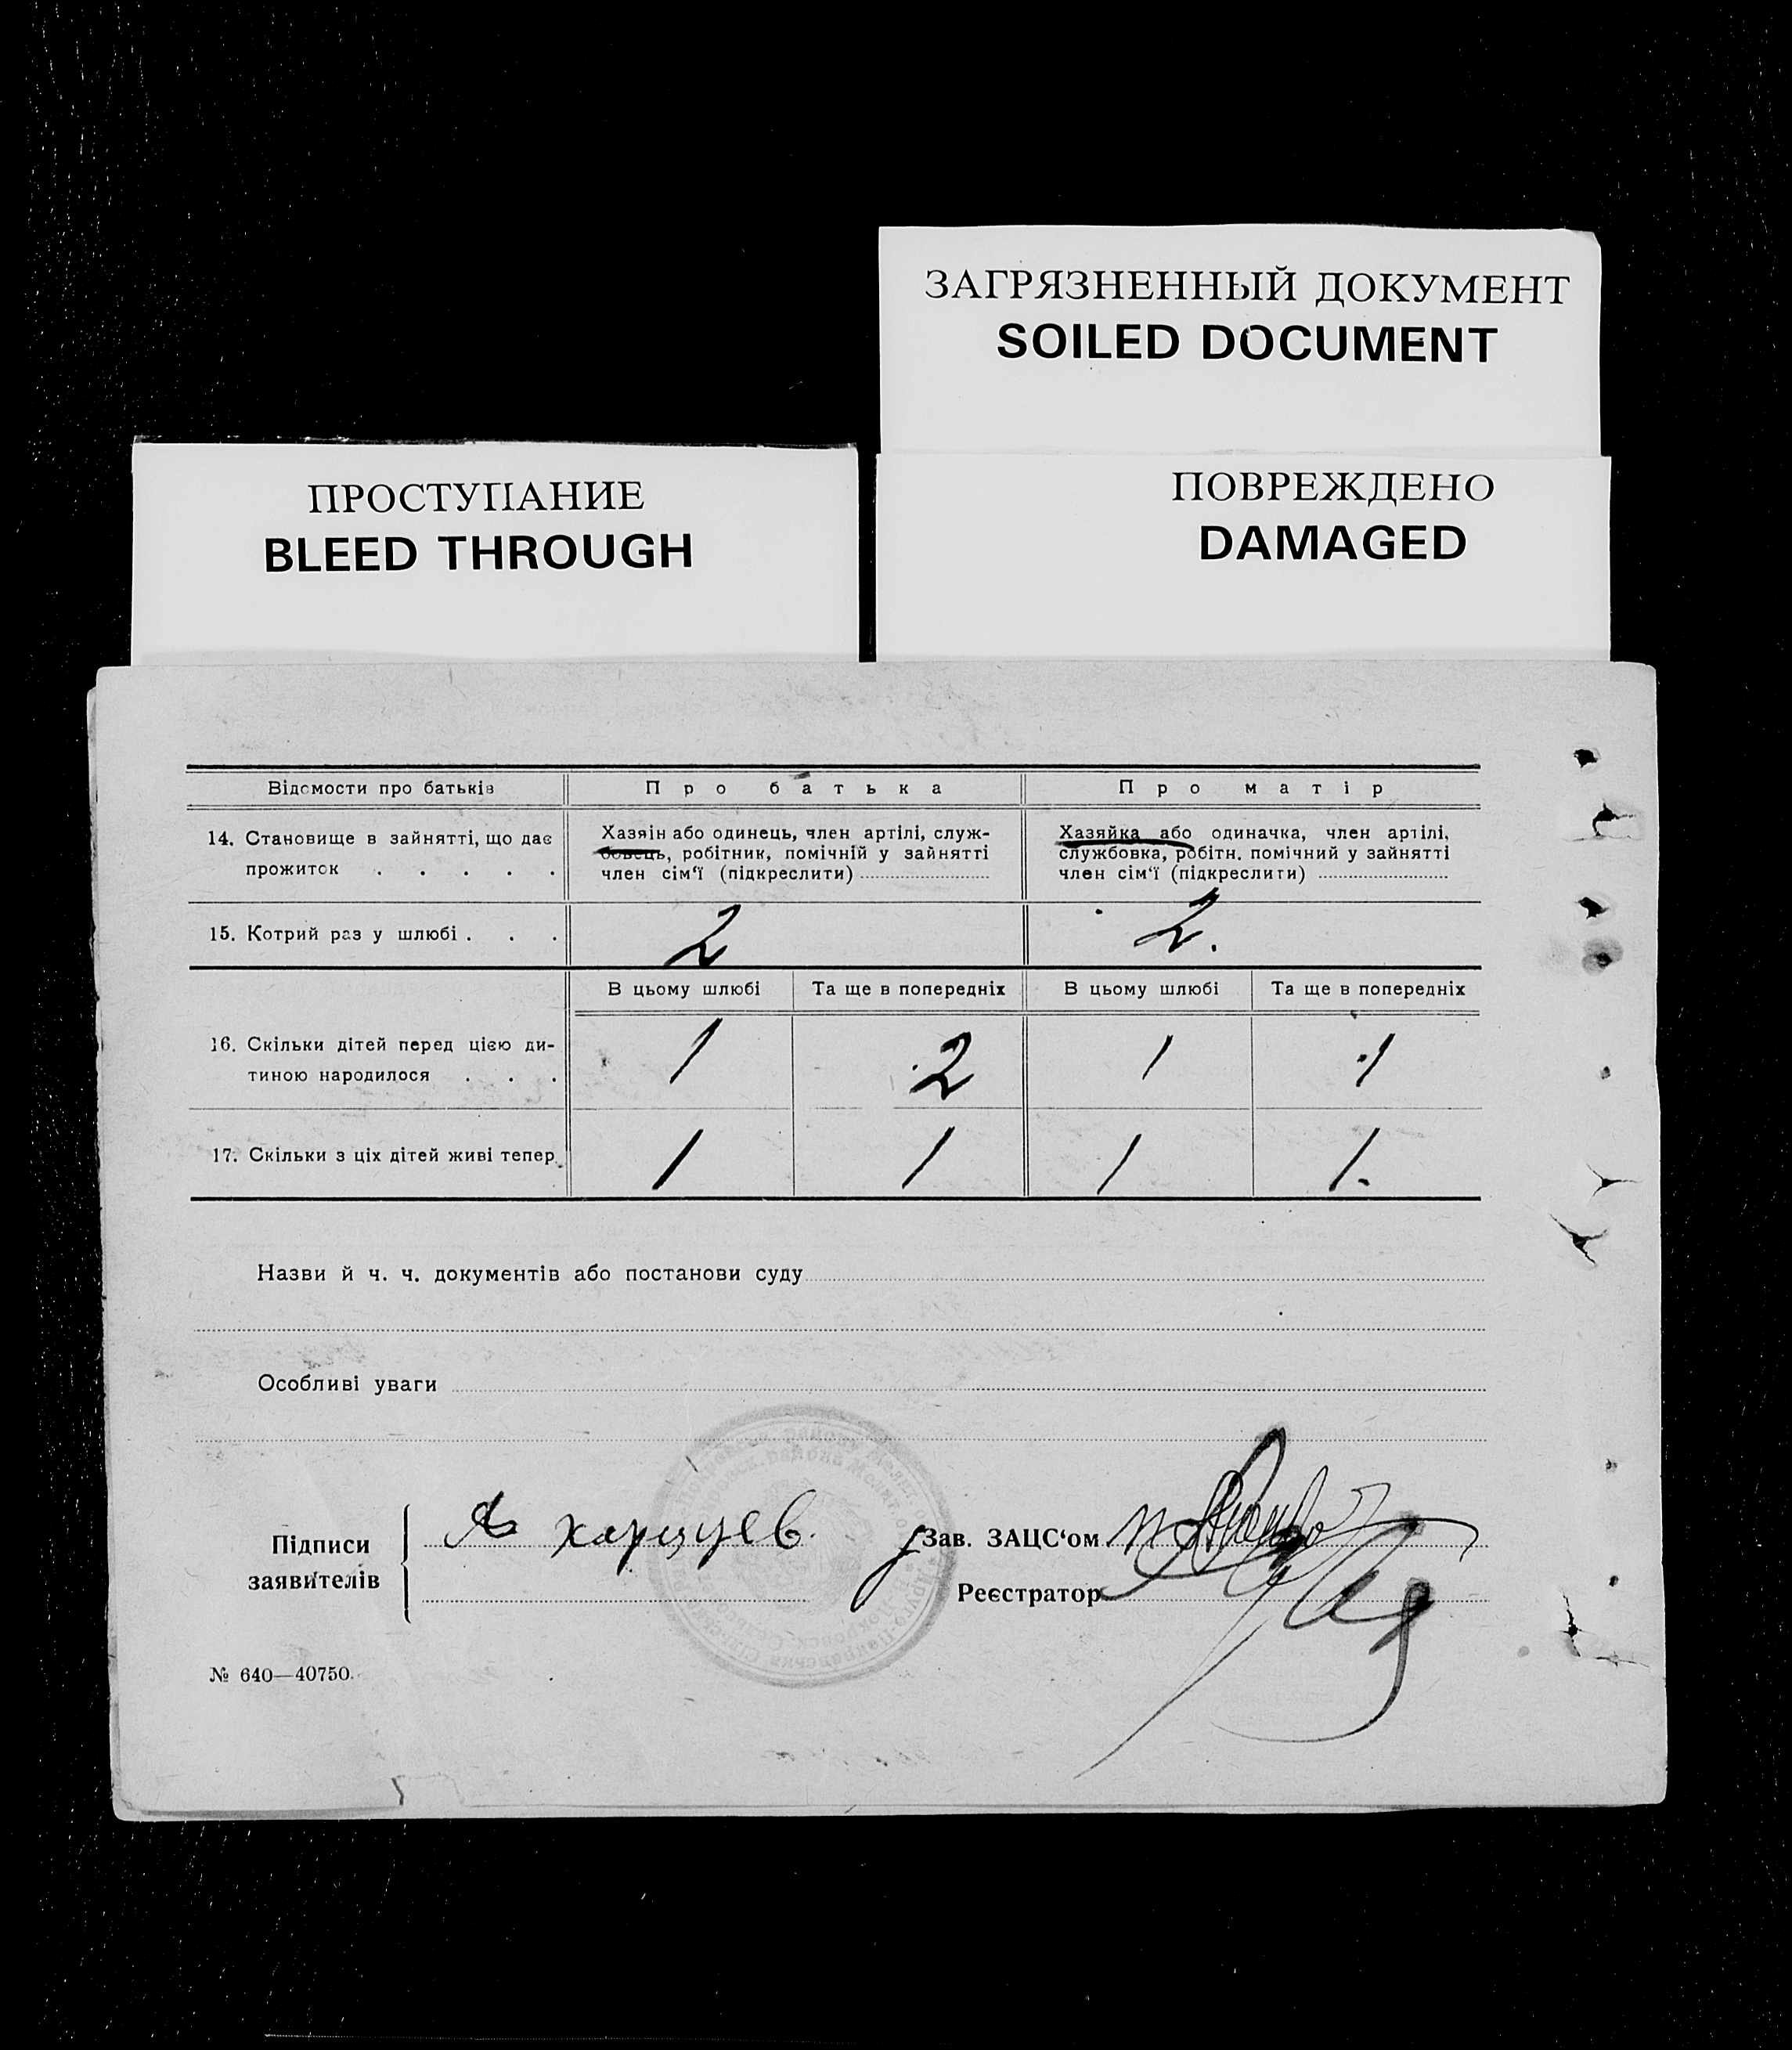 ЗАГРЯЗНЕННЫЙ ДОКУМЕНТ
SOILED DOCUMENT
ПРОСТУПАНИЕ
BLEED THROUGH
ПОВРЕЖДЕНО
DAMAGED
Відомости про батьків
Про батька
Про матір
14. Становище в зайнятті, що дає
прожиток . . . . .
Хазяін або одинець, член артілі, служ-
бовець, робітник, помічній у зайнятті
член сім'ї (підкреслити)
Хазяйка або одиначка, член артілі,
службовка, робітн. помічний у зайнятті
член сім'ї (підкреслити)
15. Котрий раз у шлюбі . . .
2
2.
В цьому шлюбі
Та ще в попередніх
В цьому шлюбі
Та ще в попередніх
16. Скільки дітей перед цією ди-
тиною народилося . . .
1
2
1
1
17. Скільки з ціх дітей живі тепер
1
1
1
1.
Назви й ч. ч. документів або постанови суду
Особливі уваги
Підписи
заявителів
Зав. ЗАЦС'ом
Реєстратор
№ 640—40750.